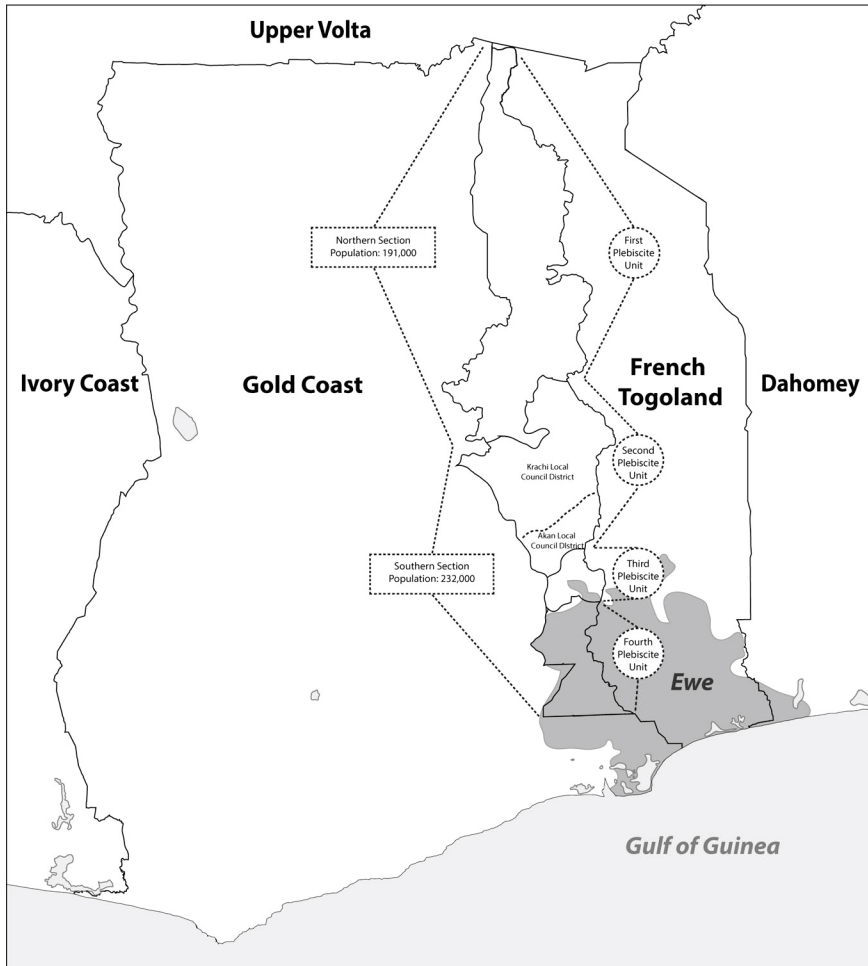 Upper Volta
Northern Section
Population: 191,000
First
Plebiscite
Unit
Ivory Coast
Gold Coast
French
Togoland
Dahomey
Krachi Local
Council District
Second
Plebiscite
Unit
Akan Local
Council District
Southern Section
Population: 232,000
Third
Plebiscite
Unit
Fourth
Plebiscite
Unit
Ewe
Gulf of Guinea